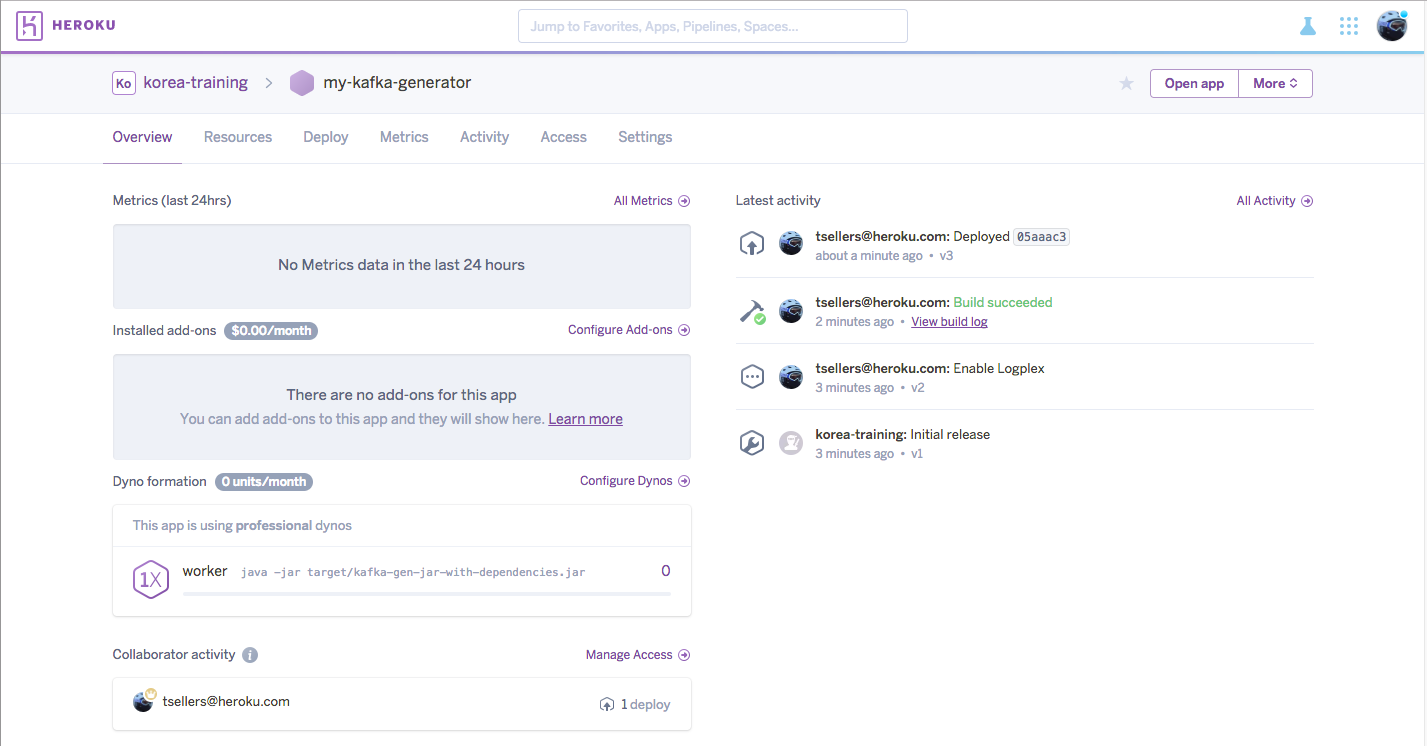 HEROKU
Jump to Favorites, Apps, Pipelines, Spaces...
Ko korea-training > my-kafka-generator
Open app More
Overview Resources Deploy Metrics Activity Access Settings
Metrics (last 24hrs) All Metrics
No Metrics data in the last 24 hours
Installed add-ons $0.00/month Configure Add-ons
There are no add-ons for this app
You can add add-ons to this app and they will show here. Learn more
Dyno formation 0 units/month Configure Dynos
This app is using professional dynos
1X worker java -jar target/kafka-gen-jar-with-dependencies.jar 0
Collaborator activity i Manage Access
tsellers@heroku.com 1 deploy
Latest activity All Activity
tsellers@heroku.com: Deployed 05aaac3
about a minute ago • v3
tsellers@heroku.com: Build succeeded
2 minutes ago • View build log
tsellers@heroku.com: Enable Logplex
3 minutes ago • v2
korea-training: Initial release
3 minutes ago • v1